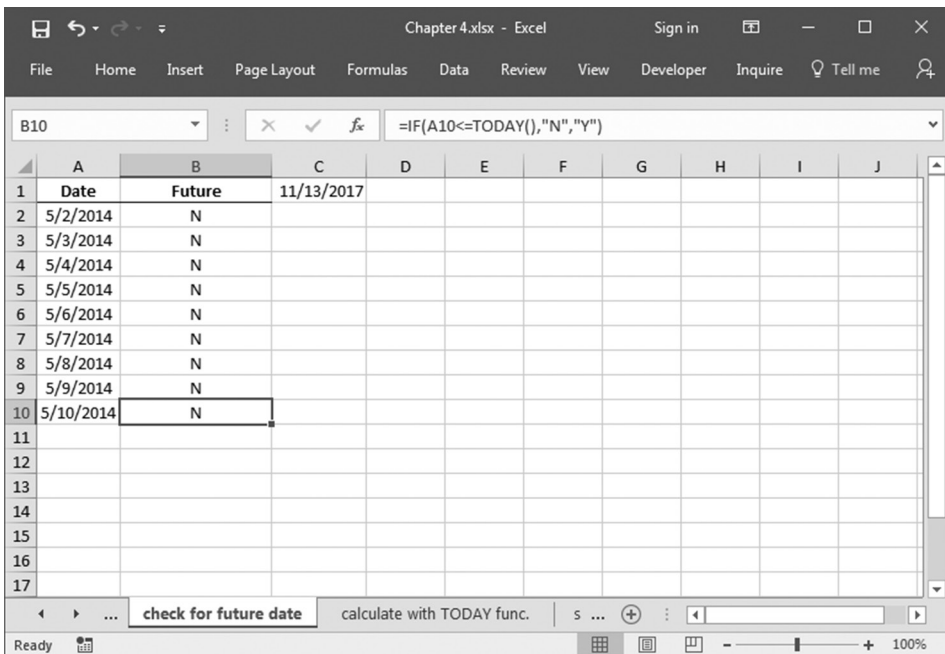 Chapter 4.xlsx - Excel Sign in
File Home Insert Page Layout Formulas Data Review View Developer Inquire Tell me
B10 fx =IF(A10<=TODAY(),"N","Y")
A B C D E F G H I J
1 Date Future 11/13/2017
2 5/2/2014 N
3 5/3/2014 N
4 5/4/2014 N
5 5/5/2014 N
6 5/6/2014 N
7 5/7/2014 N
8 5/8/2014 N
9 5/9/2014 N
10 5/10/2014 N
11
12
13
14
15
16
17
... check for future date calculate with TODAY func. s ...
Ready 100%